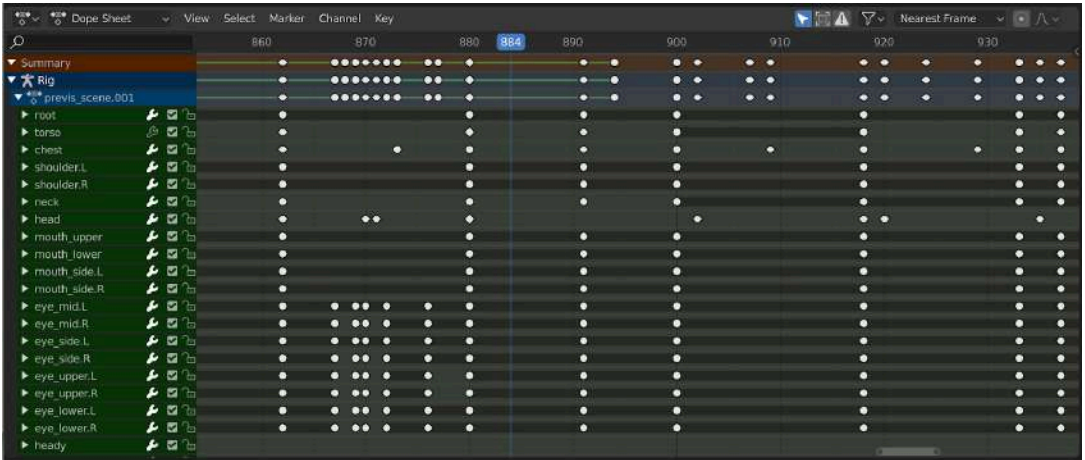 Dope Sheet View Select Marker Channel Key Nearest Frame
860 870 880 884 890 900 910 920 930
Summary
Rig
previs_scene.001
root
torso
chest
shoulder.L
shoulder.R
neck
head
mouth_upper
mouth_lower
mouth_side.L
mouth_side.R
eye_mid.L
eye_mid.R
eye_side.L
eye_side.R
eye_upper.L
eye_upper.R
eye_lower.L
eye_lower.R
heady